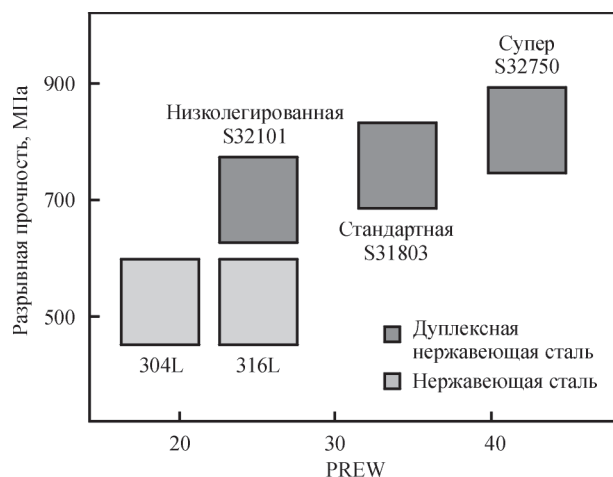 Супер
S32750
900
Низколегированная
S32101
Разрывная прочность, МПа
700
Стандартная
S31803
500
Дуплексная
нержавеющая сталь
304L
316L
Нержавеющая сталь
20
30
40
PREW